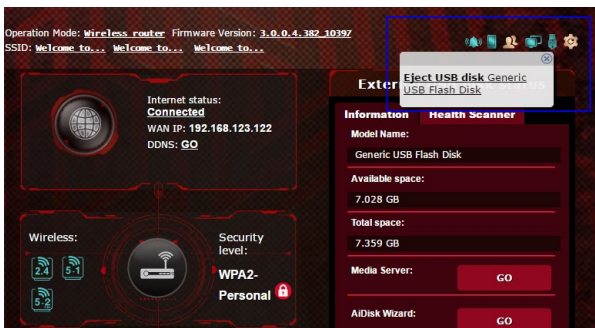 Operation Mode: Wireless router Firmware Version: 3.0.0.4.382_10397
SSID: Welcome to... Welcome to... Welcome to...
Eject USB disk Generic
USB Flash Disk
Exter
us
Internet status:
Connected
WAN IP: 192.168.123.122
DDNS: GO
Information Health Scanner
Model Name:
Generic USB Flash Disk
Available space:
7.028 GB
Total space:
7.359 GB
Media Server: GO
AiDisk Wizard: GO
Wireless:
2.4 5-1
5-2
Security
level:
WPA2-
Personal